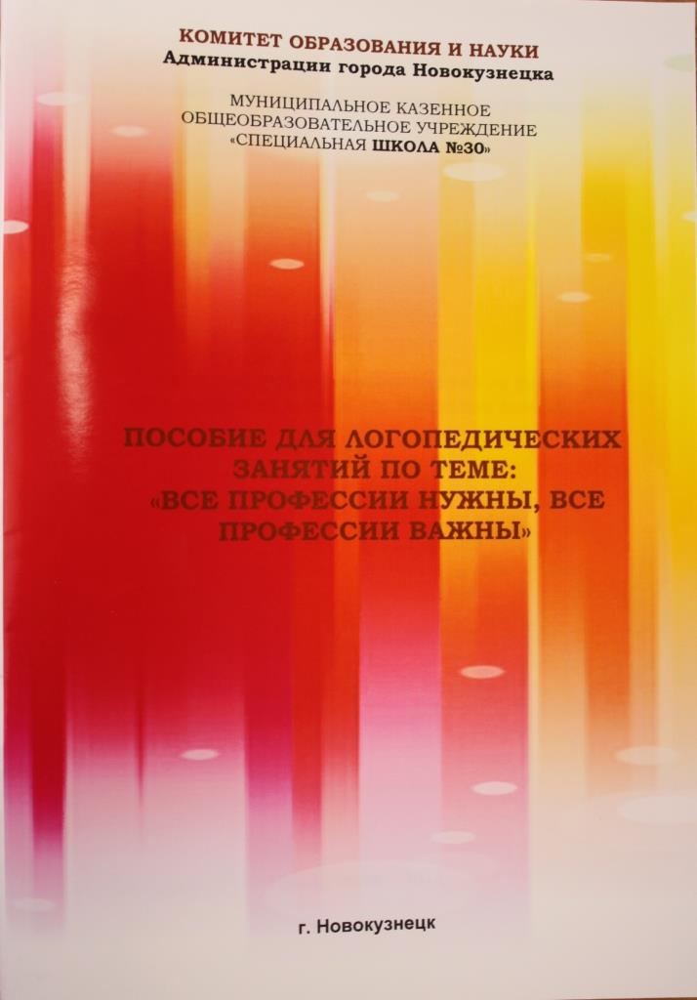 КОМИТЕТ ОБРАЗОВАНИЯ И НАУКИ
Администрации города Новокузнецка
МУНИЦИПАЛЬНОЕ КАЗЕННОЕ
ОБЩЕОБРАЗОВАТЕЛЬНОЕ УЧРЕЖДЕНИЕ
«СПЕЦИАЛЬНАЯ ШКОЛА №30»
ПОСОБИЕ ДЛЯ ЛОГОПЕДИЧЕСКИХ
ЗАНЯТИЙ ПО ТЕМЕ:
«ВСЕ ПРОФЕССИИ НУЖНЫ, ВСЕ
ПРОФЕССИИ ВАЖНЫ»
г. Новокузнецк